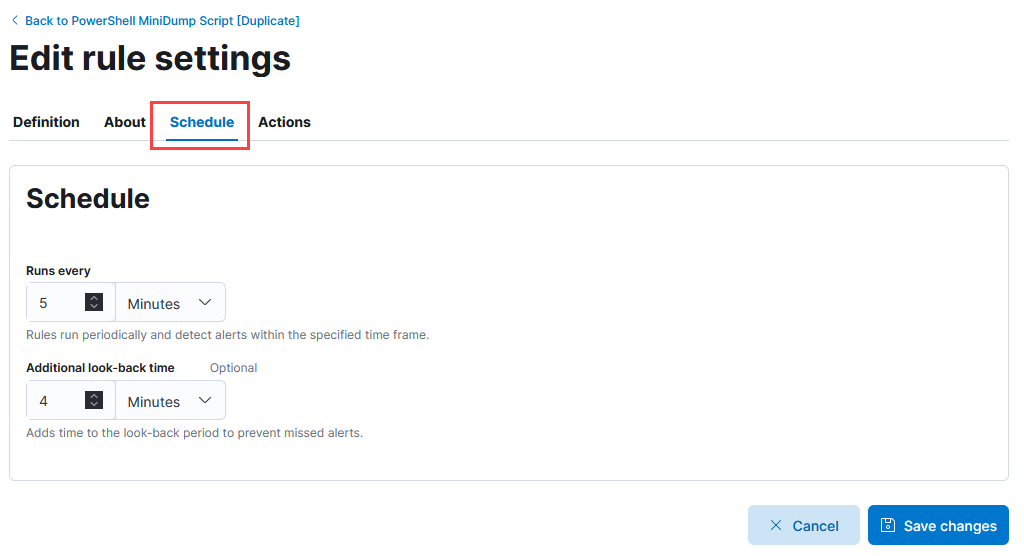 Back to PowerShell MiniDump Script [Duplicate]
Edit rule settings
Definition About Schedule Actions
Schedule
Runs every
5 Minutes
Rules run periodically and detect alerts within the specified time frame.
Additional look-back time Optional
4 Minutes
Adds time to the look-back period to prevent missed alerts.
Cancel Save changes